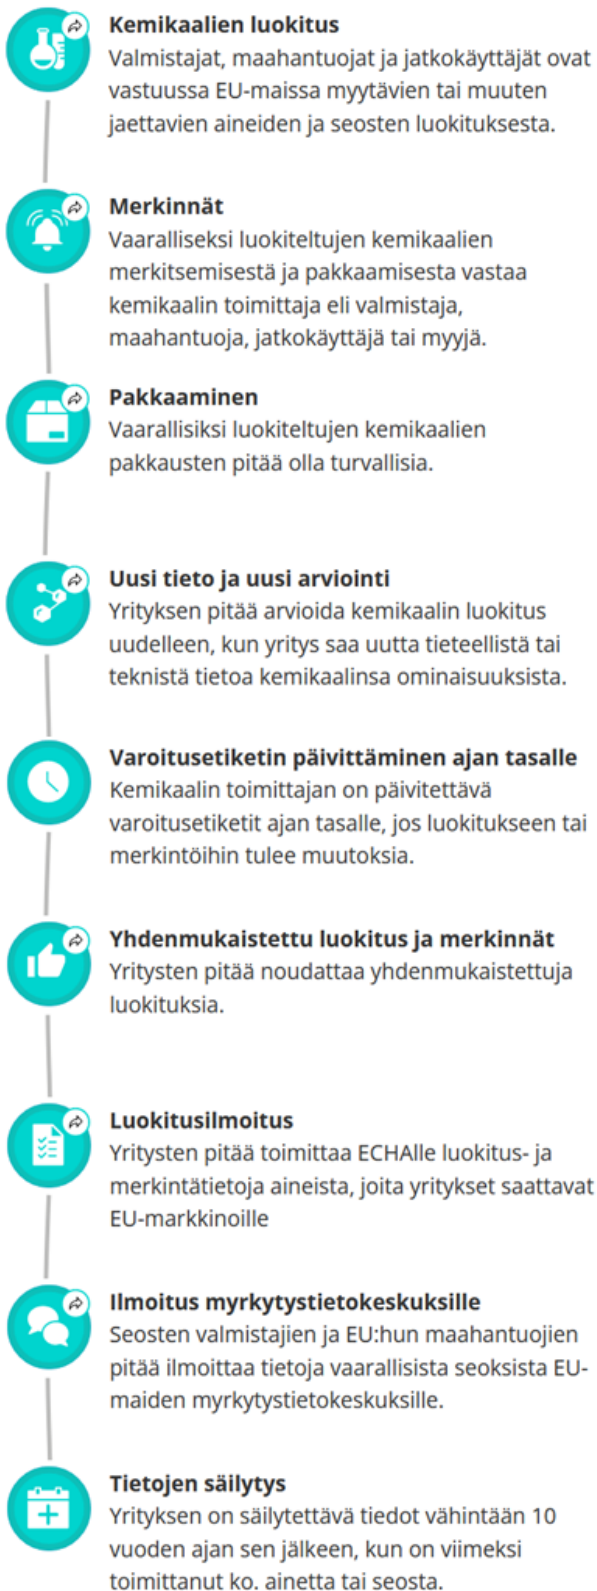 Kemikaalien luokitus
Valmistajat, maahantuojat ja jatkokäyttäjät ovat
vastuussa EU-maissa myytävien tai muuten
jaettavien aineiden ja seosten luokituksesta.
Merkinnät
Vaaralliseksi luokiteltujen kemikaalien
merkitsemisestä ja pakkaamisesta vastaa
kemikaalin toimittaja eli valmistaja,
maahantuoja, jatkokäyttäjä tai myyjä.
Pakkaaminen
Vaarallisiksi luokiteltujen kemikaalien
pakkausten pitää olla turvallisia.
Uusi tieto ja uusi arviointi
Yrityksen pitää arvioida kemikaalin luokitus
uudelleen, kun yritys saa uutta tieteellistä tai
teknistä tietoa kemikaalinsa ominaisuuksista.
Varoitusetiketin päivittäminen ajan tasalle
Kemikaalin toimittajan on päivitettävä
varoitusetiketit ajan tasalle, jos luokitukseen tai
merkintöihin tulee muutoksia.
Yhdenmukaistettu luokitus ja merkinnät
Yritysten pitää noudattaa yhdenmukaistettuja
luokituksia.
Luokitusilmoitus
Yritysten pitää toimittaa ECHAlle luokitus- ja
merkintätietoja aineista, joita yritykset saattavat
EU-markkinoille
Ilmoitus myrkytystietokeskuksille
Seosten valmistajien ja EU:hun maahantuojien
pitää ilmoittaa tietoja vaarallisista seoksista EU-
maiden myrkytystietokeskuksille.
Tietojen säilytys
Yrityksen on säilytettävä tiedot vähintään 10
vuoden ajan sen jälkeen, kun on viimeksi
toimittanut ko. ainetta tai seosta.